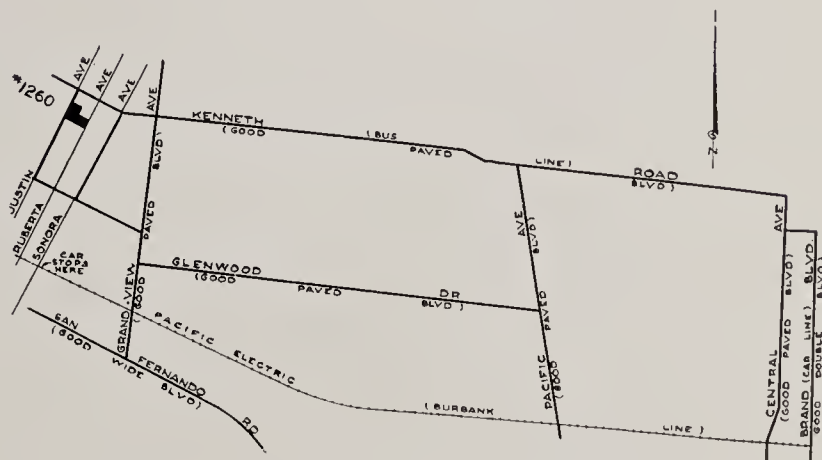 #1260
AVE
AVE
AVE
JUSTIN
RUBERTA
SONORA
CAR
STOPS
HERE
KENNETH (BUS LINE) ROAD
(GOOD PAVED BLVD.)
GRAND VIEW AVE
(GOOD PAVED BLVD)
GLENWOOD DR
(GOOD PAVED BLVD)
PACIFIC AVE
(GOOD PAVED BLVD)
CENTRAL AVE
(GOOD PAVED BLVD)
BRAND (CAR LINE) BLVD.
GOOD DOUBLE BLVD)
PACIFIC ELECTRIC (BURBANK LINE)
SAN FERNANDO RD
(GOOD WIDE BLVD)